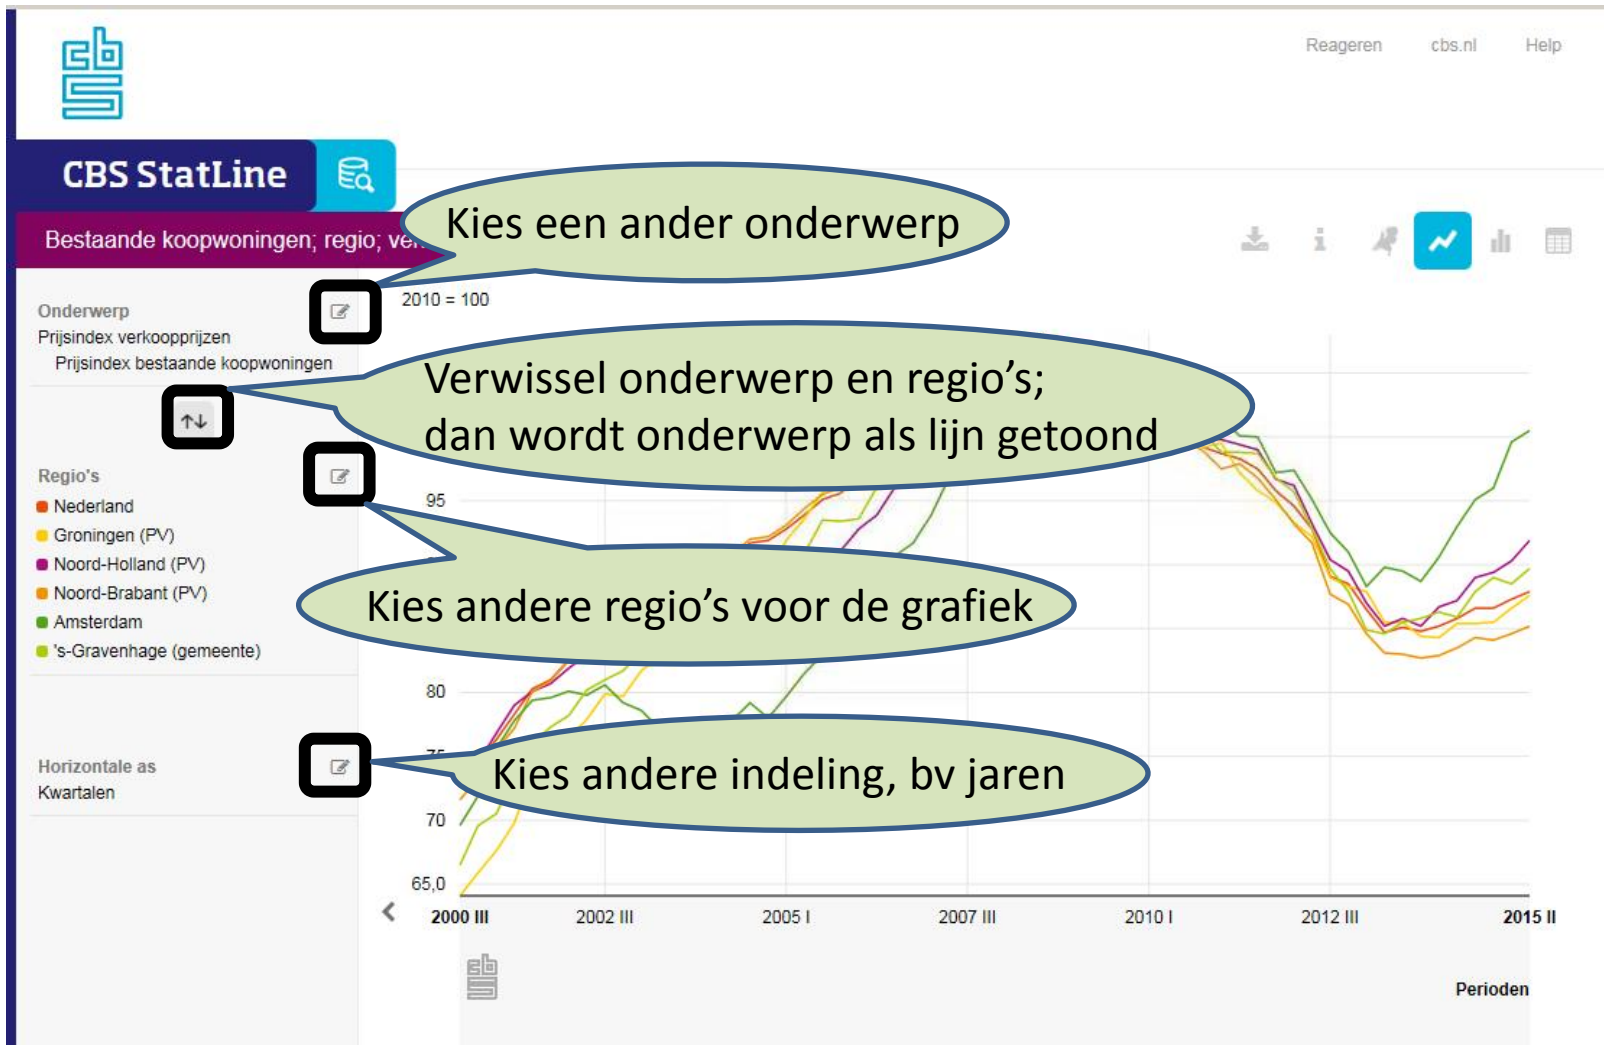 cbs
Reageren cbs.nl Help
CBS StatLine
Kies een ander onderwerp
Bestaande koopwoningen; regio;
Onderwerp
Prijsindex verkoopprijzen
Prijsindex bestaande koopwoningen
2010 = 100
Verwissel onderwerp en regio’s;
dan wordt onderwerp als lijn getoond
Regio's
Nederland
Groningen (PV)
Noord-Holland (PV)
Noord-Brabant (PV)
Amsterdam
's-Gravenhage (gemeente)
95
Kies andere regio’s voor de grafiek
80
Kies andere indeling, bv jaren
Horizontale as
Kwartalen
70
65,0
2000 III 2002 III 2005 I 2007 III 2010 I 2012 III 2015 II
cbs
Perioden